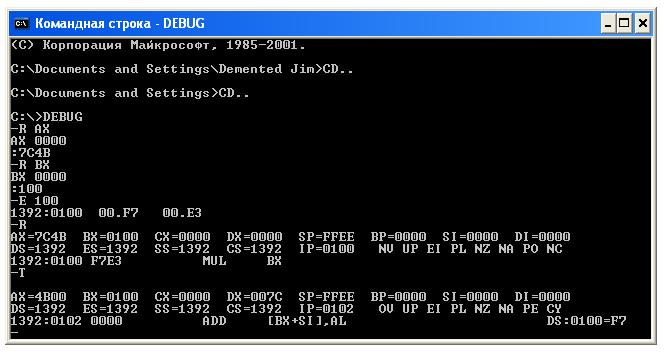 Командная строка - DEBUG
(C) Корпорация Майкрософт, 1985-2001.
C:\Documents and Settings\Demented Jim>CD..
C:\Documents and Settings>CD..
C:\>DEBUG
-R AX
AX 0000
:7C4B
-R BX
BX 0000
:100
-E 100
1392:0100  00.F7   00.E3
-R
AX=7C4B  BX=0100  CX=0000  DX=0000  SP=FFEE  BP=0000  SI=0000  DI=0000
DS=1392  ES=1392  SS=1392  CS=1392  IP=0100   NV UP EI PL NZ NA PO NC
1392:0100 F7E3          MUL     BX
-T
AX=4B00  BX=0100  CX=0000  DX=007C  SP=FFEE  BP=0000  SI=0000  DI=0000
DS=1392  ES=1392  SS=1392  CS=1392  IP=0102   OV UP EI PL NZ NA PE CY
1392:0102 0000          ADD     [BX+SI],AL                         DS:0100=F7
-